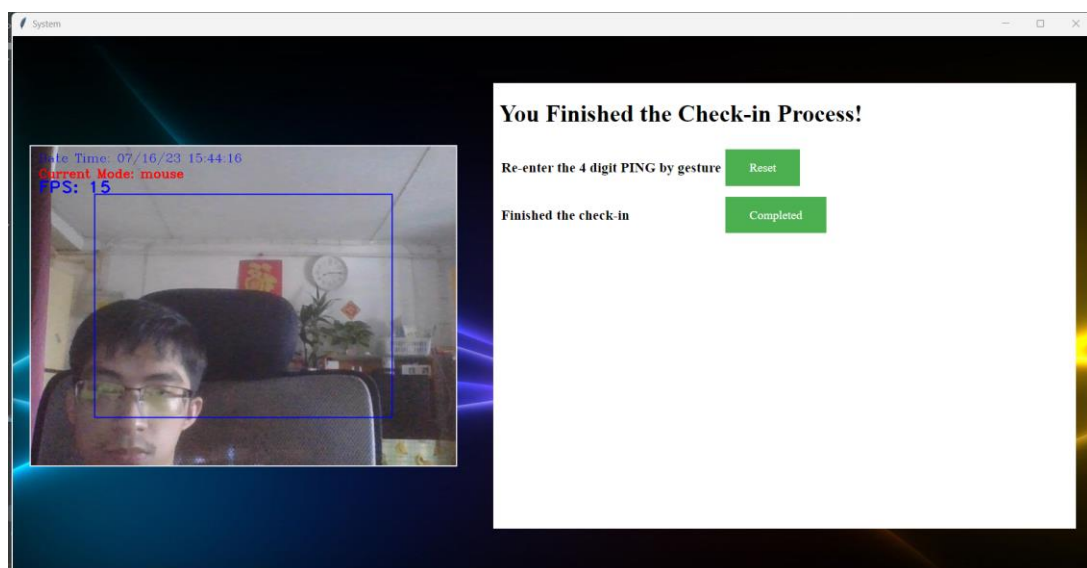 System
Date Time: 07/16/23 15:44:16
Current Mode: mouse
FPS: 15
You Finished the Check-in Process!
Re-enter the 4 digit PING by gesture Reset
Finished the check-in Completed
福